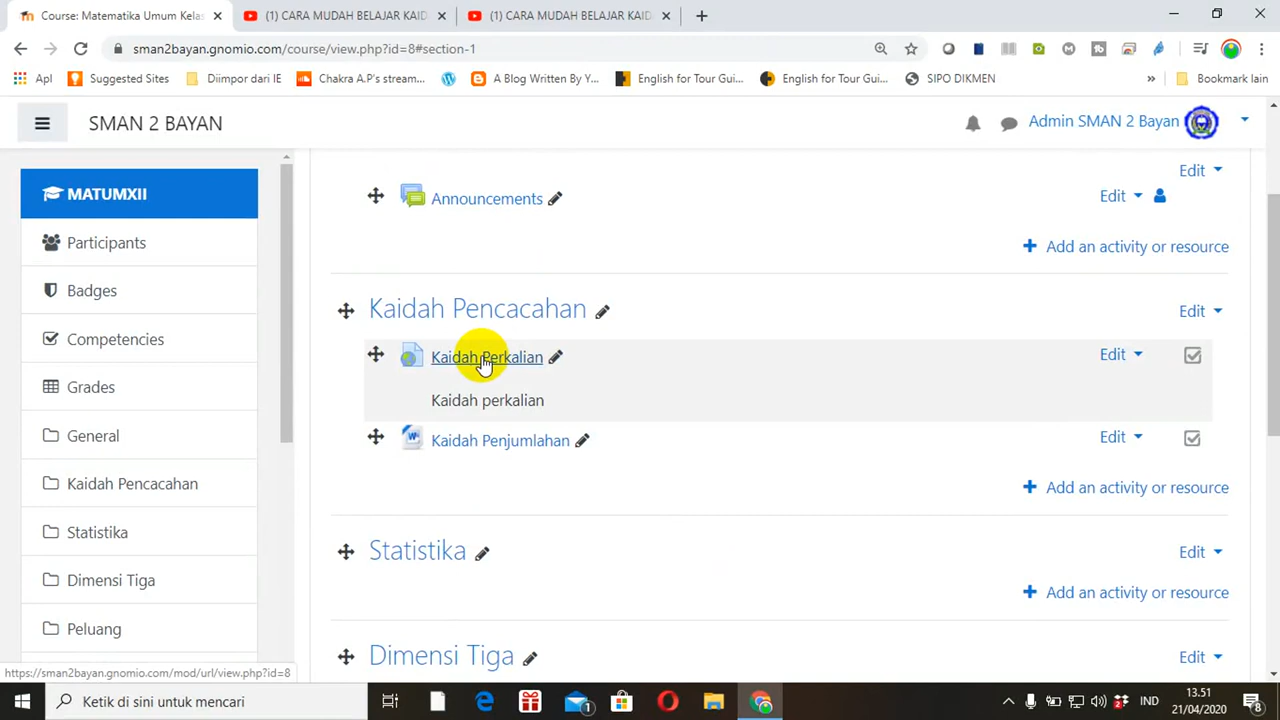 Course: Matematika Umum Kelas
(1) CARA MUDAH BELAJAR KAID
(1) CARA MUDAH BELAJAR KAID
sman2bayan.gnomio.com/course/view.php?id=8#section-1
Apl
Suggested Sites
Diimpor dari IE
Chakra A.P's stream...
A Blog Written By Y...
English for Tour Gui...
English for Tour Gui...
SIPO DIKMEN
»
Bookmark lain
SMAN 2 BAYAN
Admin SMAN 2 Bayan
MATUMXII
Participants
Badges
Competencies
Grades
General
Kaidah Pencacahan
Statistika
Dimensi Tiga
Peluang
Edit
Announcements
Edit
Add an activity or resource
Kaidah Pencacahan
Edit
Kaidah Perkalian
Edit
Kaidah perkalian
Kaidah Penjumlahan
Edit
Add an activity or resource
Statistika
Edit
Add an activity or resource
Dimensi Tiga
Edit
https://sman2bayan.gnomio.com/mod/url/view.php?id=8
Ketik di sini untuk mencari
1
IND
13.51
21/04/2020
8